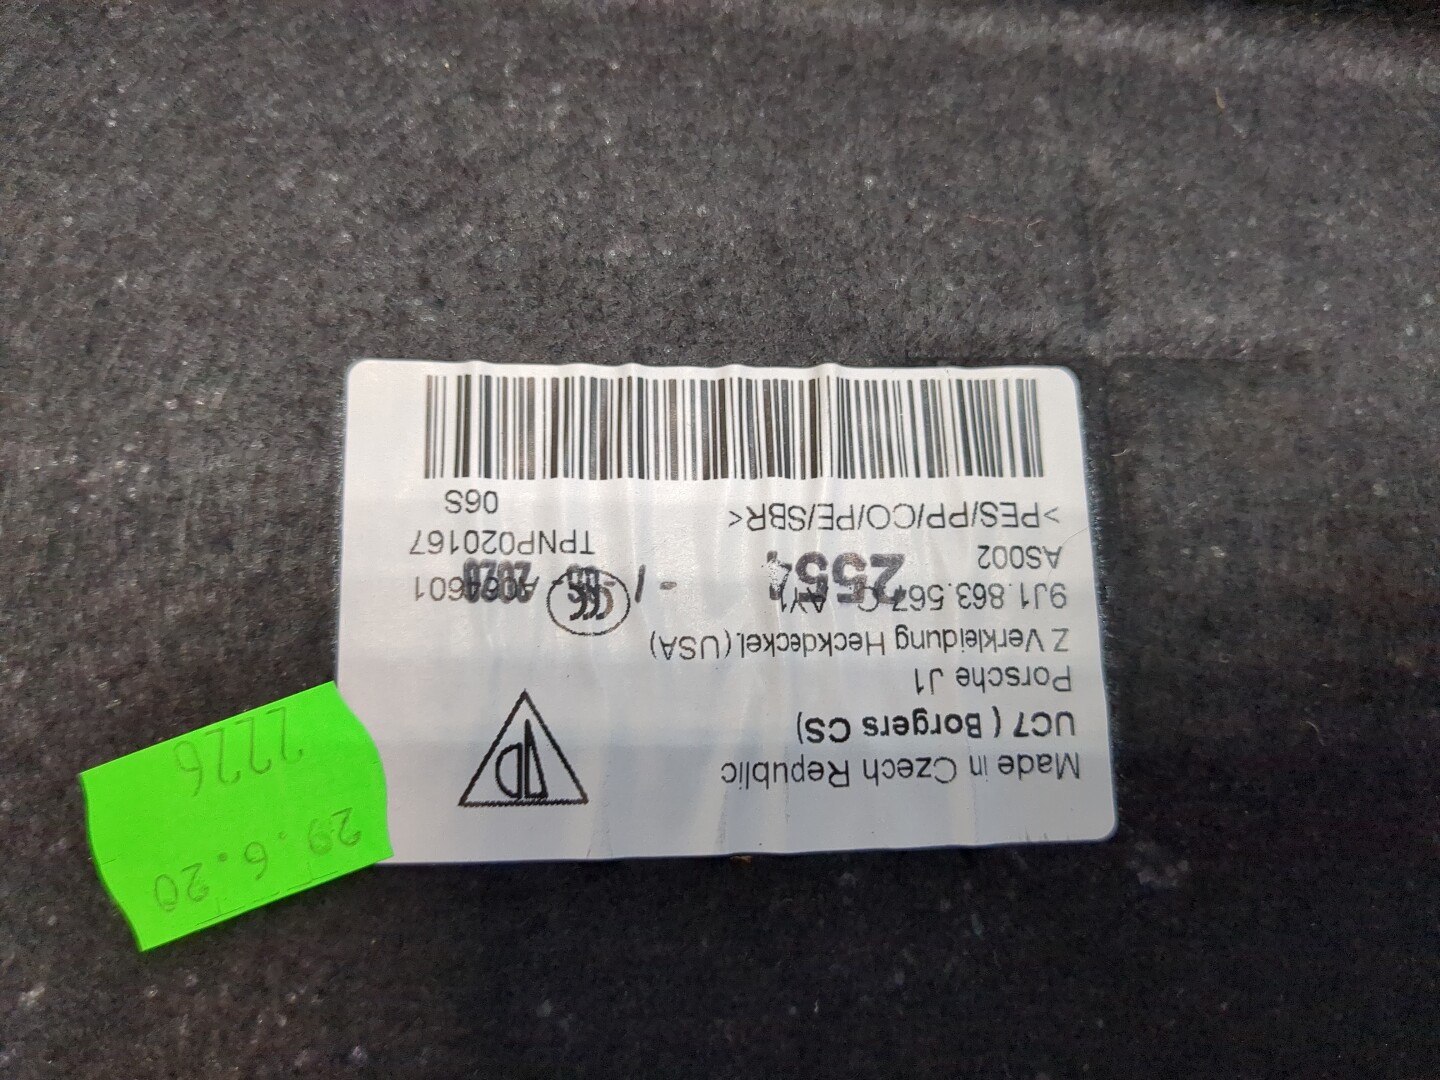 Made in Czech Republic
UC7 ( Borgers CS)
Porsche J1
Z Verkleidung Heckdeckel (USA)
9J1.863.567.C AY1
2554
AS002
A064601
TPNP020167
>PES/PP/CO/PE/SBR<
06S
29.6.20
2226